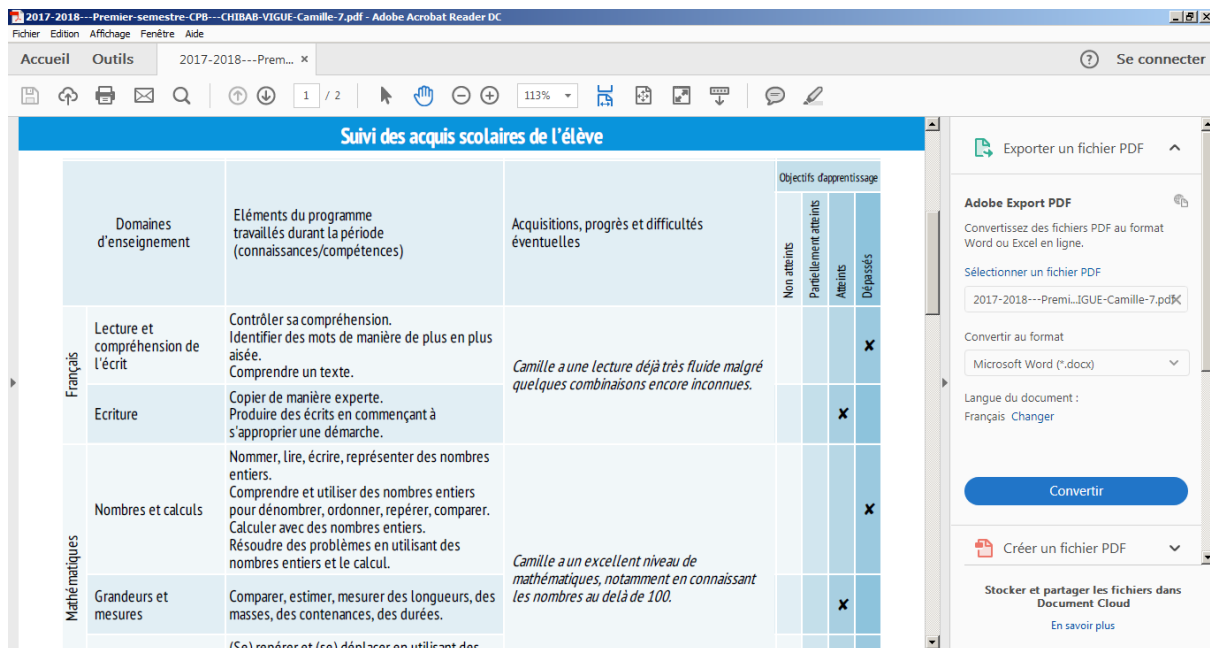 2017-2018---Premier-semestre-CPB---CHIBAB-VIGUE-Camille-7.pdf - Adobe Acrobat Reader DC
Fichier Edition Affichage Fenêtre Aide
Accueil Outils 2017-2018---Prem... × Se connecter
1 / 2 113%
Suivi des acquis scolaires de l'élève
Domaines
d'enseignement
Eléments du programme
travaillés durant la période
(connaissances/compétences)
Acquisitions, progrès et difficultés
éventuelles
Objectifs d'apprentissage
Non atteints
Partiellement atteints
Atteints
Dépassés
Français
Lecture et
compréhension de
l'écrit
Contrôler sa compréhension.
Identifier des mots de manière de plus en plus
aisée.
Comprendre un texte.
Camille a une lecture déjà très fluide malgré
quelques combinaisons encore inconnues.
✘
Ecriture
Copier de manière experte.
Produire des écrits en commençant à
s'approprier une démarche.
✘
Mathématiques
Nombres et calculs
Nommer, lire, écrire, représenter des nombres
entiers.
Comprendre et utiliser des nombres entiers
pour dénombrer, ordonner, repérer, comparer.
Calculer avec des nombres entiers.
Résoudre des problèmes en utilisant des
nombres entiers et le calcul.
✘
Camille a un excellent niveau de
mathématiques, notamment en connaissant
les nombres au delà de 100.
Grandeurs et
mesures
Comparer, estimer, mesurer des longueurs, des
masses, des contenances, des durées.
✘
(Se) repérer et (se) déplacer en utilisant des
Exporter un fichier PDF
Adobe Export PDF
Convertissez des fichiers PDF au format
Word ou Excel en ligne.
Sélectionner un fichier PDF
2017-2018---Premi...IGUE-Camille-7.pdf
Convertir au format
Microsoft Word (*.docx)
Langue du document :
Français Changer
Convertir
Créer un fichier PDF
Stocker et partager les fichiers dans
Document Cloud
En savoir plus